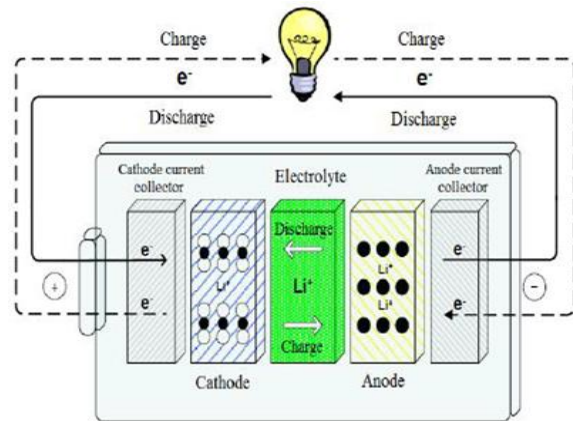 Charge
Charge
e-
e-
Discharge
Discharge
Cathode current
collector
Electrolyte
Anode current
collector
Discharge
e-
e-
Li+
Li+
Li+
Li+
+
e-
e-
−
Charge
Cathode
Anode